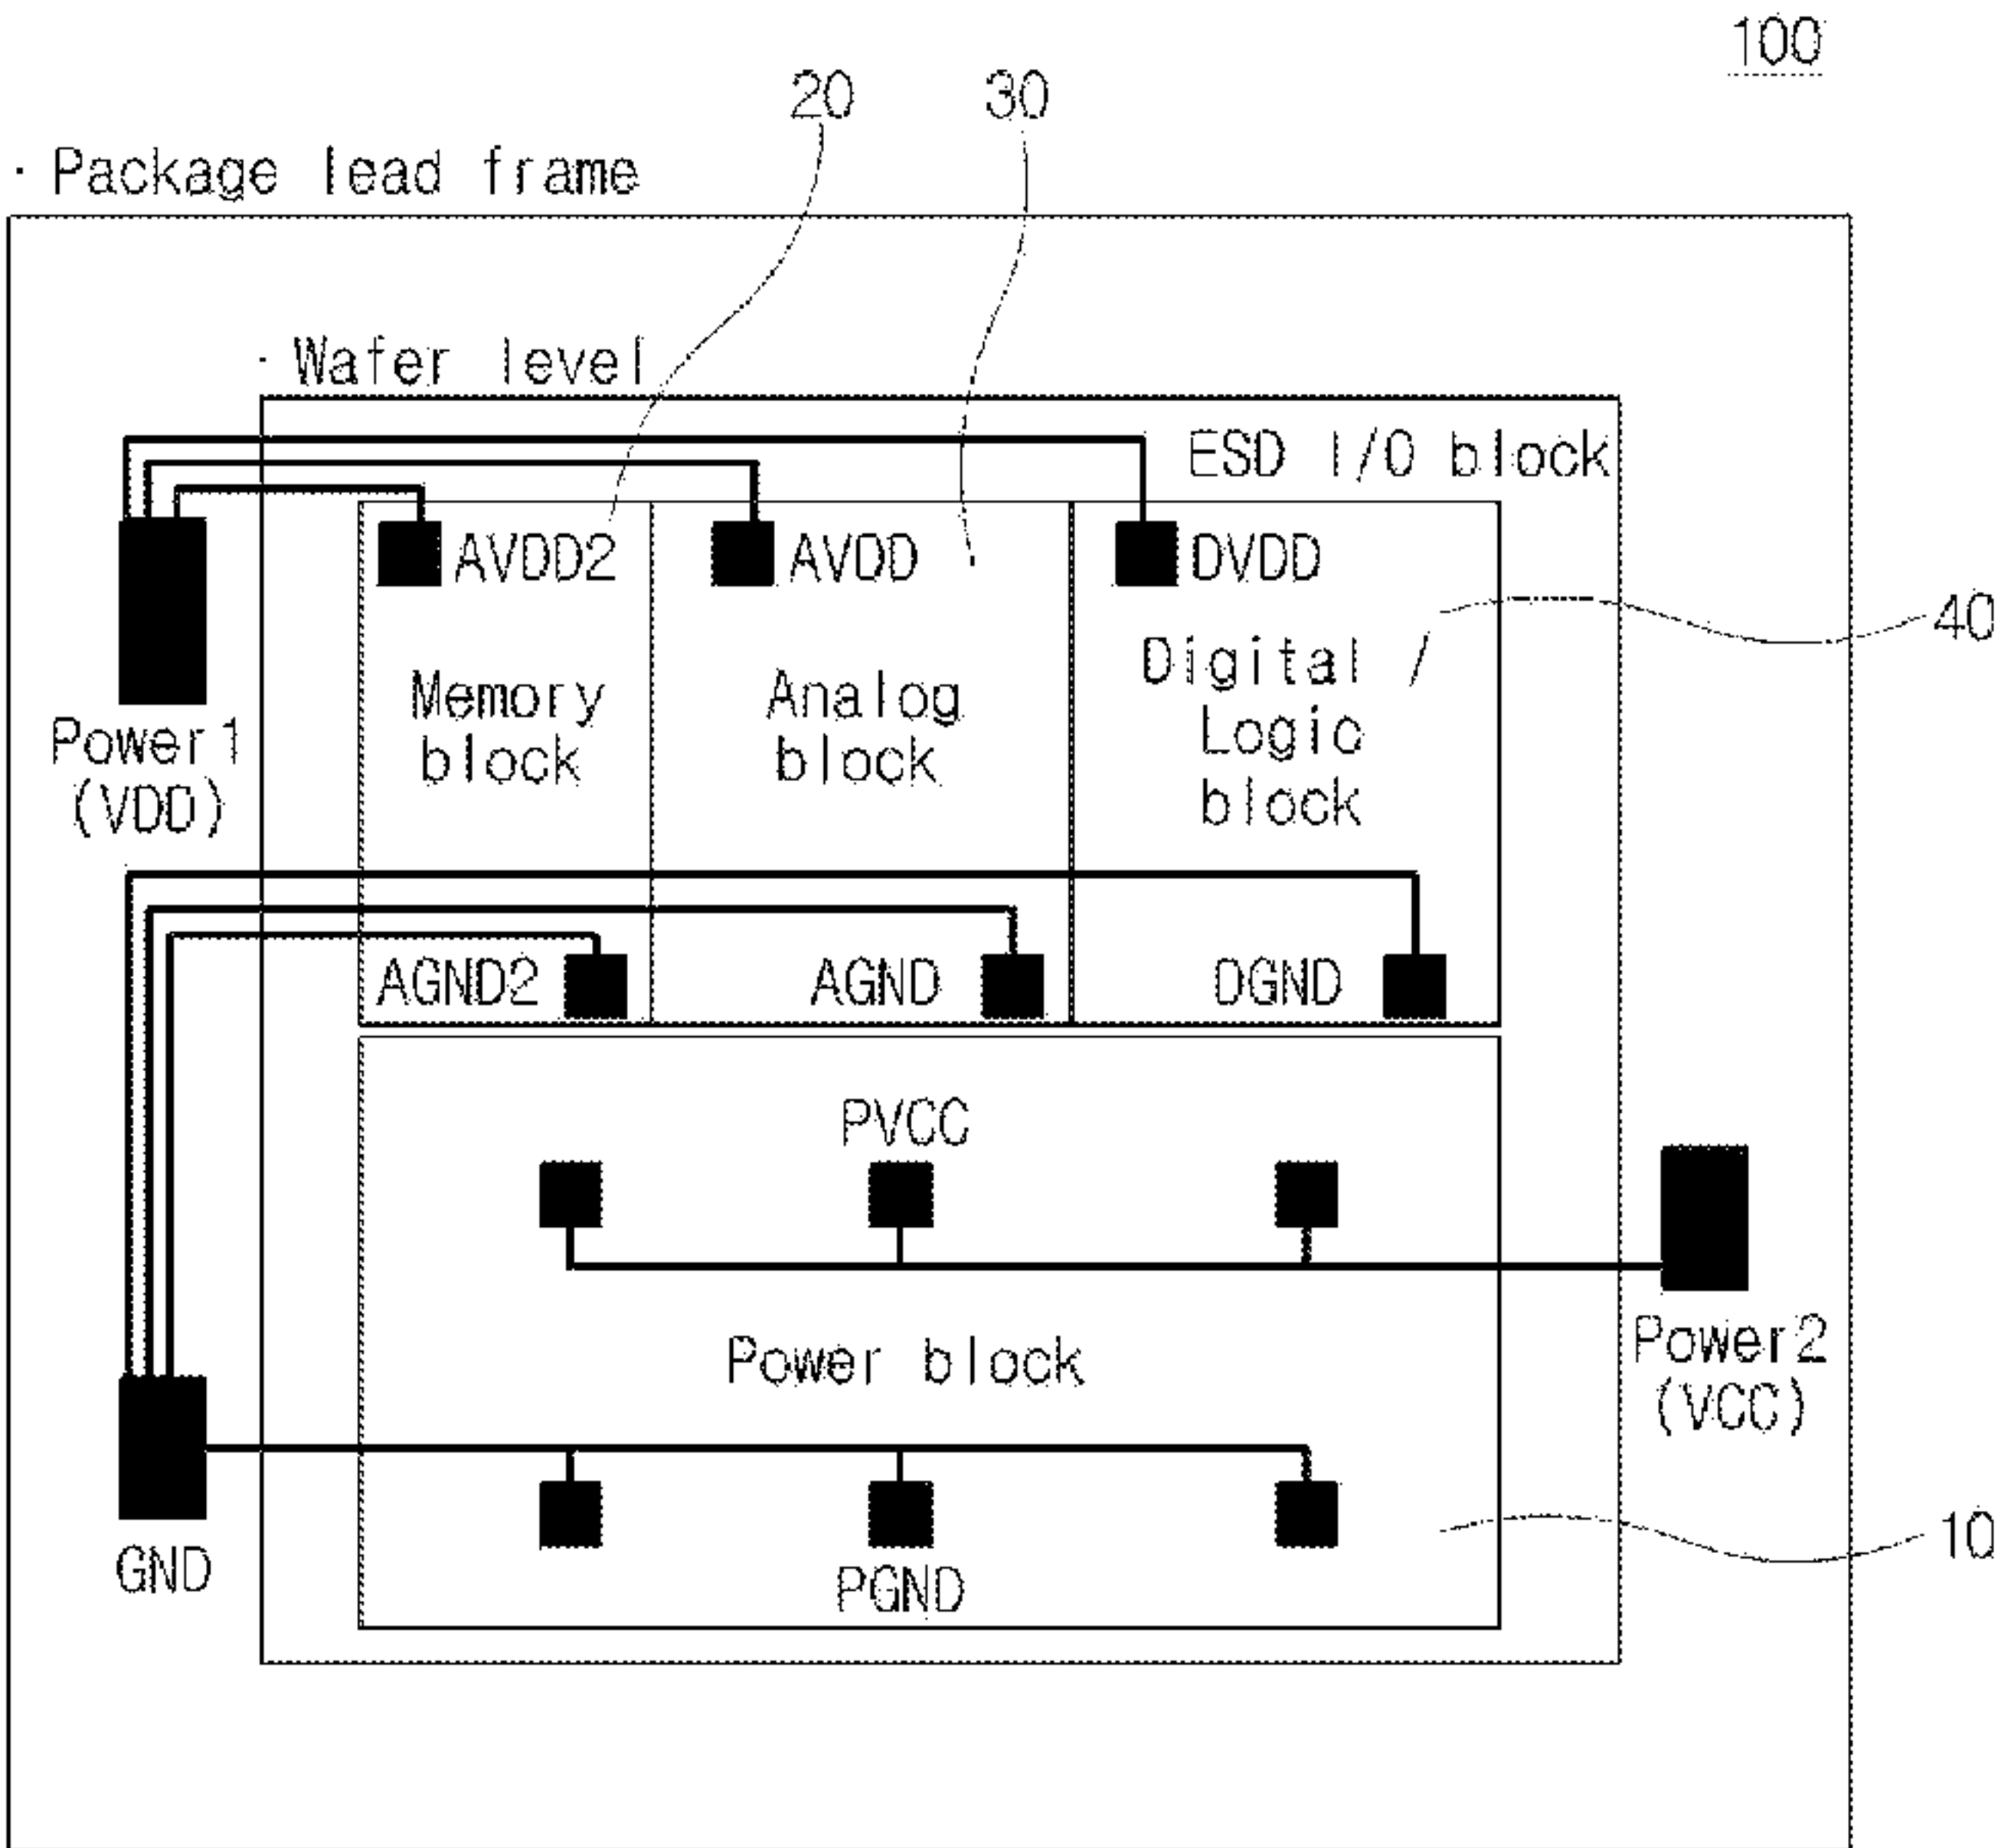 100
20
30
· Package lead frame
· Wafer level
ESD I/O block
AVDD2
AVDD
DVDD
40
Memory
block
Analog
block
Digital /
Logic
block
Power1
(VDD)
AGND2
AGND
DGND
PVCC
Power block
Power2
(VCC)
GND
PGND
10